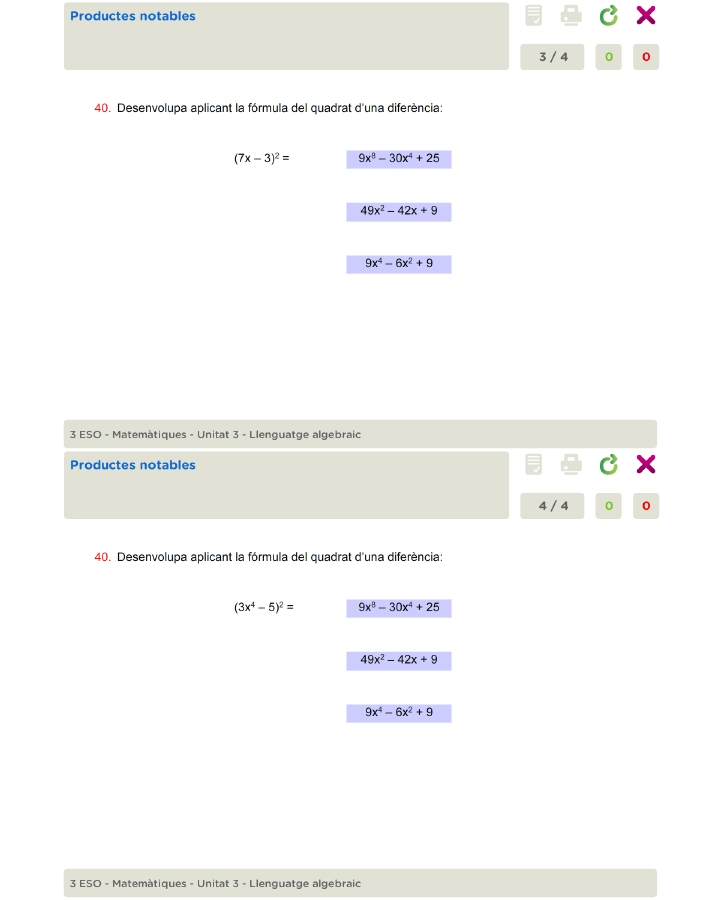 Productes notables
3 / 4 0 0
40. Desenvolupa aplicant la fórmula del quadrat d'una diferència:
(7x – 3)² = 9x⁸ – 30x⁴ + 25
49x² – 42x + 9
9x⁴ – 6x² + 9
3 ESO - Matemàtiques - Unitat 3 - Llenguatge algebraic
Productes notables
4 / 4 0 0
40. Desenvolupa aplicant la fórmula del quadrat d'una diferència:
(3x⁴ – 5)² = 9x⁸ – 30x⁴ + 25
49x² – 42x + 9
9x⁴ – 6x² + 9
3 ESO - Matemàtiques - Unitat 3 - Llenguatge algebraic